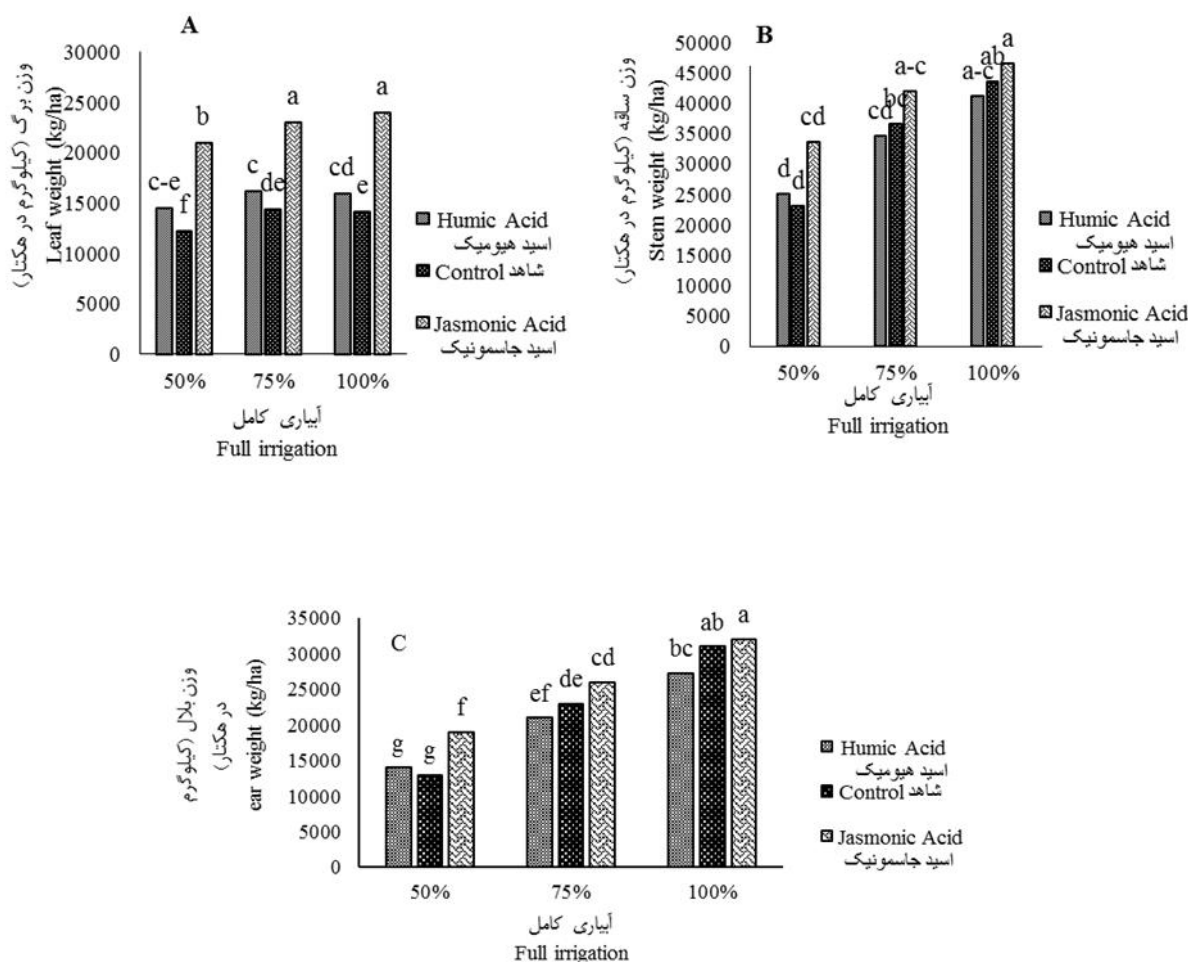 A
وزن برگ (کیلوگرم در هکتار)
Leaf weight (kg/ha)
30000
25000
20000
15000
10000
5000
0
c-e
f
b
c
de
a
cd
e
a
50%
75%
100%
آبیاری کامل
Full irrigation
Humic Acid
اسید هیومیک
Control شاهد
Jasmonic Acid
اسید جاسمونیک
B
وزن ساقه (کیلوگرم در هکتار)
Stem weight (kg/ha)
50000
45000
40000
35000
30000
25000
20000
15000
10000
5000
0
d
d
cd
cd
bc
a-c
a-c
ab
a
50%
75%
100%
آبیاری کامل
Full irrigation
Humic Acid
اسید هیومیک
Control شاهد
Jasmonic Acid
اسید جاسمونیک
C
وزن بلال (کیلوگرم
در هکتار)
ear weight (kg/ha)
35000
30000
25000
20000
15000
10000
5000
0
g
g
f
ef
de
cd
bc
ab
a
50%
75%
100%
آبیاری کامل
Full irrigation
Humic Acid
اسید هیومیک
Control شاهد
Jasmonic Acid
اسید جاسمونیک